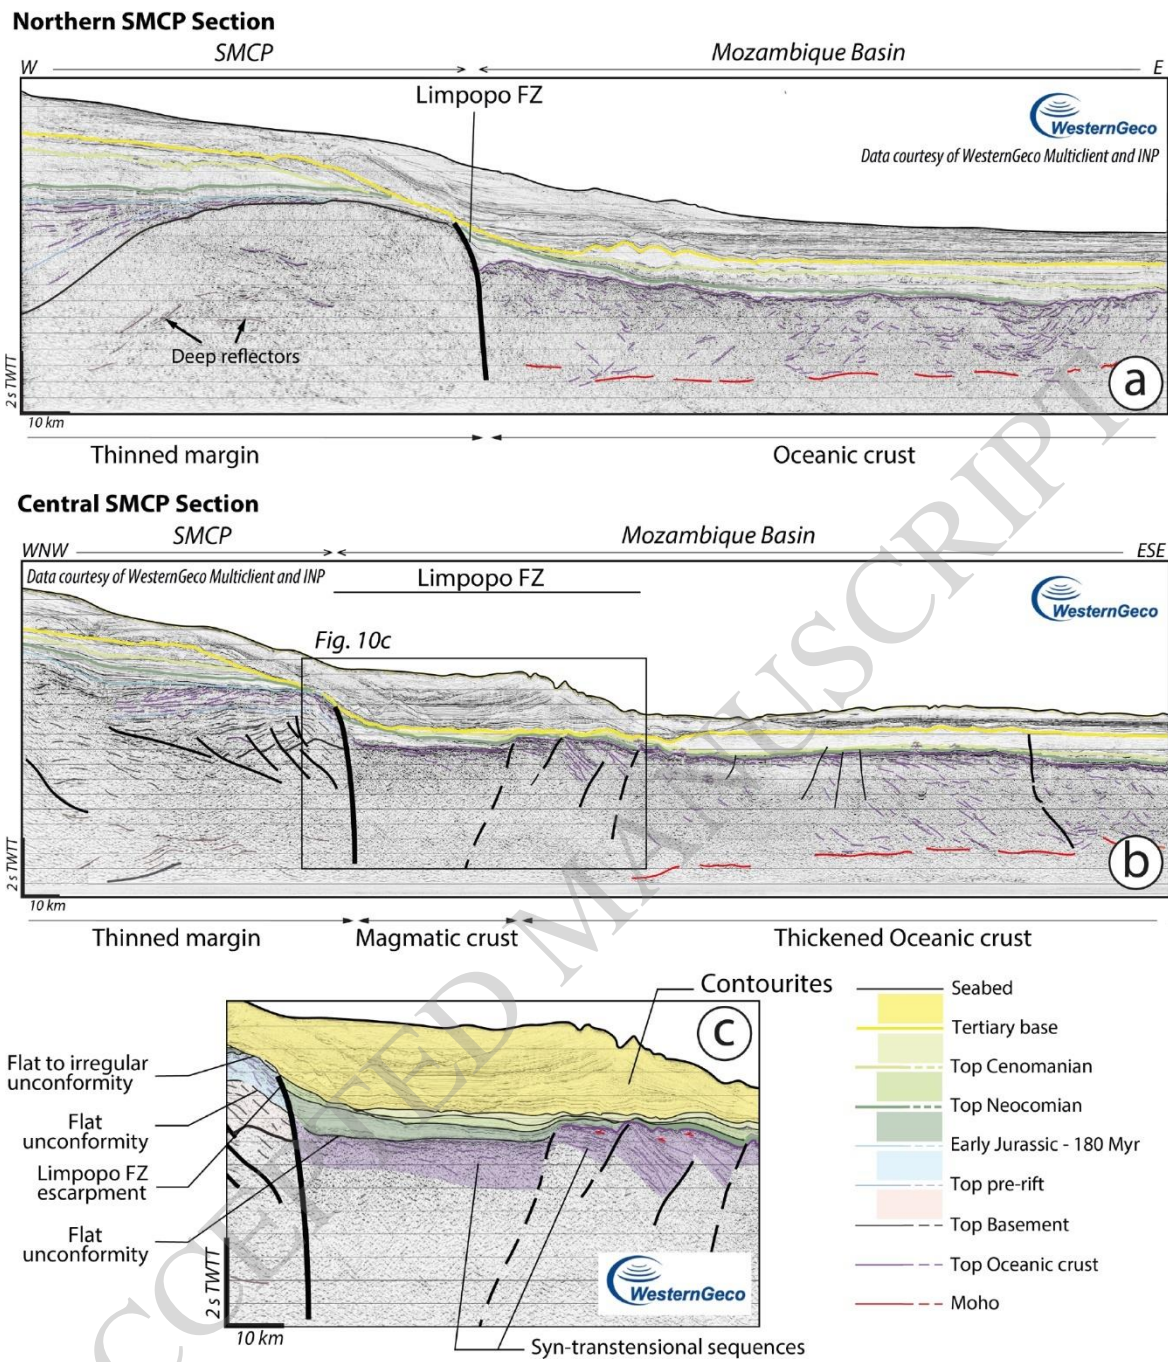 Northern SMCP Section
SMCP
Mozambique Basin
W
E
Limpopo FZ
WesternGeco
Data courtesy of WesternGeco Multiclient and INP
Deep reflectors
2 s TWTT
10 km
a
Thinned margin
Oceanic crust
Central SMCP Section
SMCP
Mozambique Basin
WNW
ESE
Data courtesy of WesternGeco Multiclient and INP
Limpopo FZ
WesternGeco
Fig. 10c
2 s TWTT
10 km
b
Thinned margin
Magmatic crust
Thickened Oceanic crust
Contourites
c
Flat to irregular
unconformity
Flat
unconformity
Limpopo FZ
escarpment
Flat
unconformity
2 s TWTT
10 km
WesternGeco
Syn-transtensional sequences
Seabed
Tertiary base
Top Cenomanian
Top Neocomian
Early Jurassic - 180 Myr
Top pre-rift
Top Basement
Top Oceanic crust
Moho
CCEPTED MANUSCRIPT